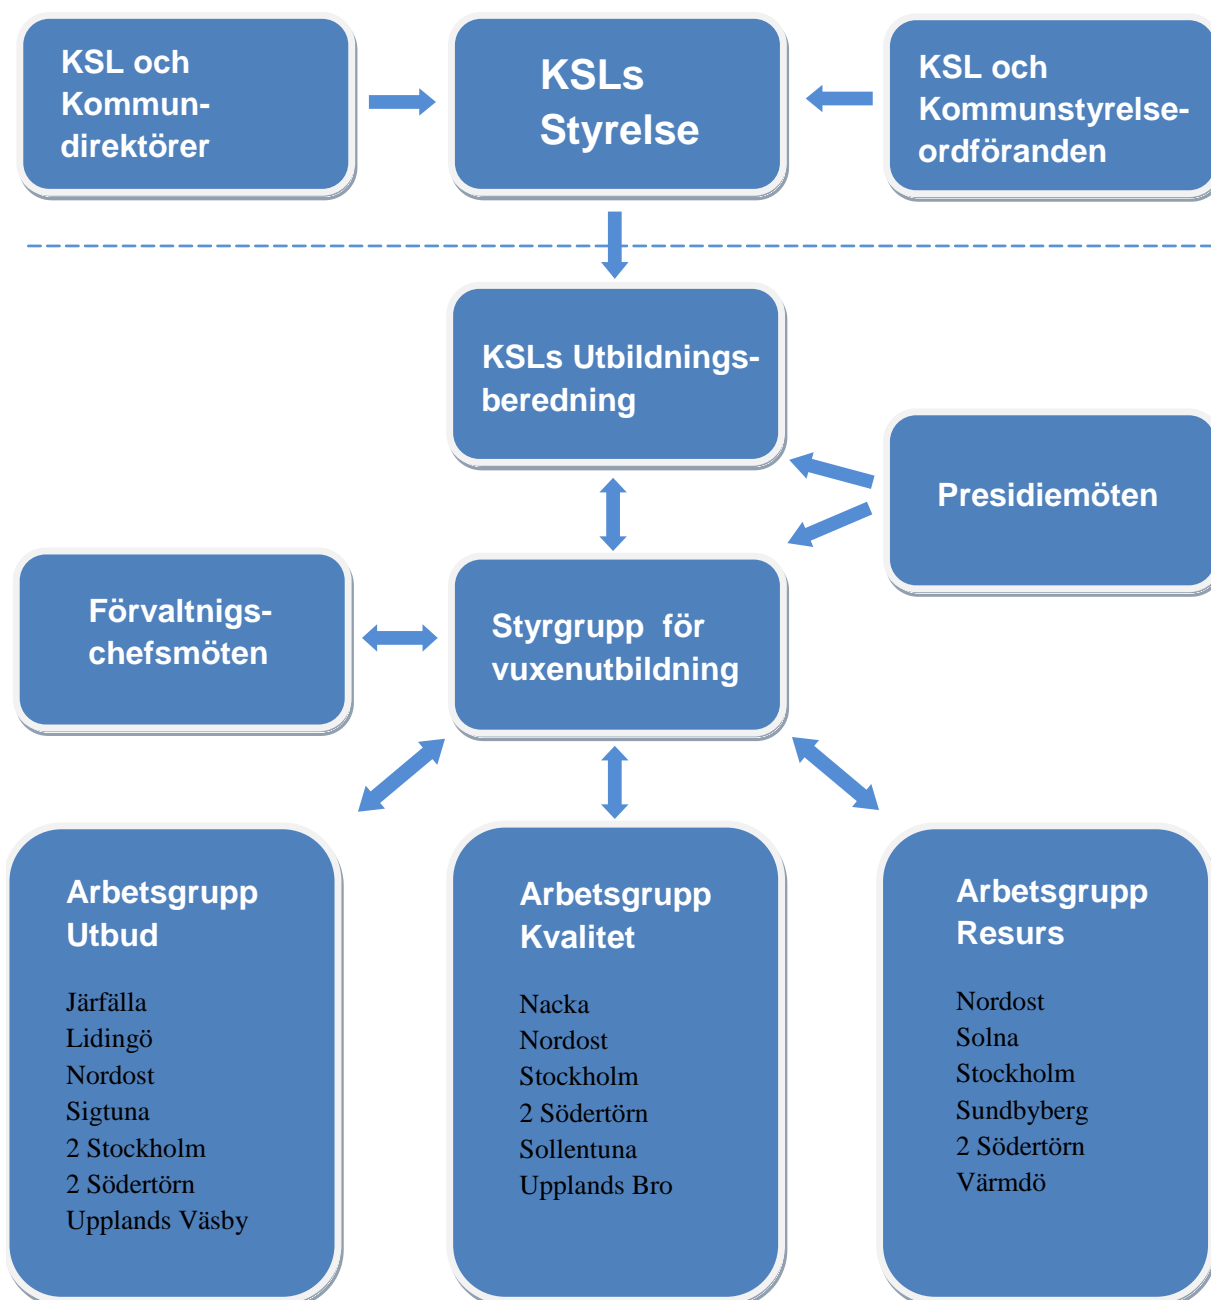 KSL och
Kommun-
direktörer
KSLs
Styrelse
KSL och
Kommunstyrelse-
ordföranden
KSLs Utbildnings-
beredning
Presidiemöten
Förvaltnigs-
chefsmöten
Styrgrupp för
vuxenutbildning
Arbetsgrupp
Utbud
Järfälla
Lidingö
Nordost
Sigtuna
2 Stockholm
2 Södertörn
Upplands Väsby
Arbetsgrupp
Kvalitet
Nacka
Nordost
Stockholm
2 Södertörn
Sollentuna
Upplands Bro
Arbetsgrupp
Resurs
Nordost
Solna
Stockholm
Sundbyberg
2 Södertörn
Värmdö